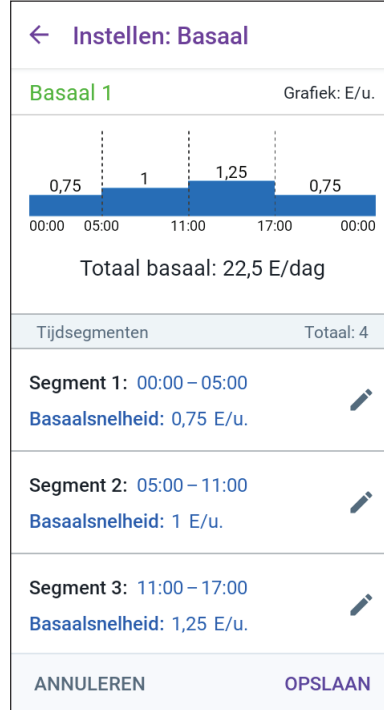 Instellen: Basaal
Basaal 1 Grafiek: E/u.
0,75 1 1,25 0,75
00:00 05:00 11:00 17:00 00:00
Totaal basaal: 22,5 E/dag
Tijdsegmenten Totaal: 4
Segment 1: 00:00 – 05:00
Basaalsnelheid: 0,75 E/u.
Segment 2: 05:00 – 11:00
Basaalsnelheid: 1 E/u.
Segment 3: 11:00 – 17:00
Basaalsnelheid: 1,25 E/u.
ANNULEREN OPSLAAN